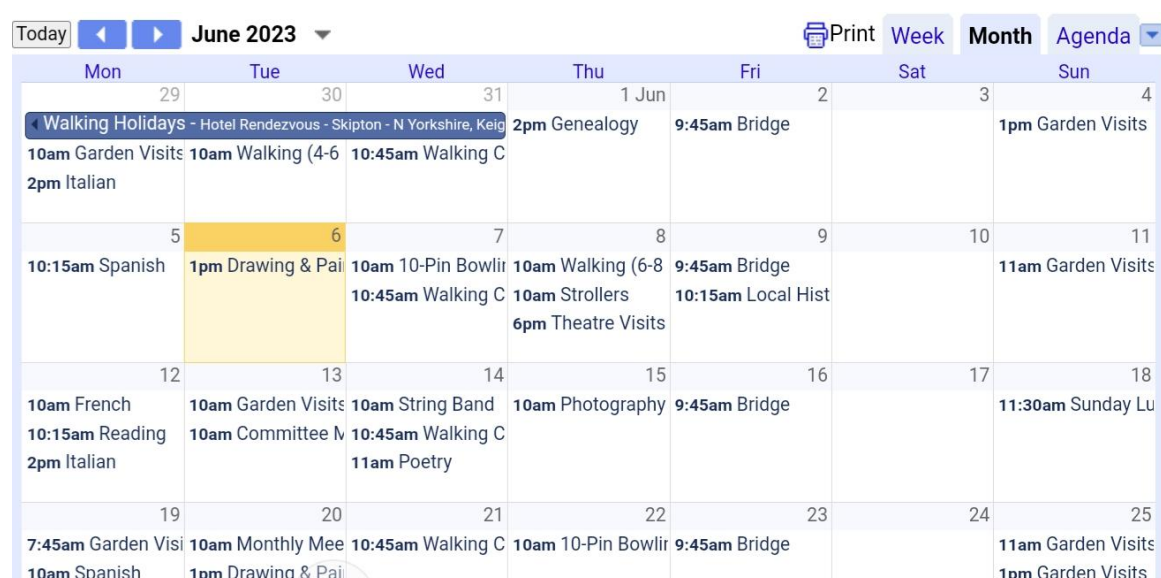 Today June 2023 Print Week Month Agenda
Mon Tue Wed Thu Fri Sat Sun
29 30 31 1 Jun 2 3 4
Walking Holidays - Hotel Rendezvous - Skipton - N Yorkshire, Keig 2pm Genealogy 9:45am Bridge 1pm Garden Visits
10am Garden Visits 10am Walking (4-6 10:45am Walking C
2pm Italian
5 6 7 8 9 10 11
10:15am Spanish 1pm Drawing & Pai 10am 10-Pin Bowlin 10am Walking (6-8 9:45am Bridge 11am Garden Visits
10:45am Walking C 10am Strollers 10:15am Local Hist
6pm Theatre Visits
12 13 14 15 16 17 18
10am French 10am Garden Visits 10am String Band 10am Photography 9:45am Bridge 11:30am Sunday Lu
10:15am Reading 10am Committee M 10:45am Walking C
2pm Italian 11am Poetry
19 20 21 22 23 24 25
7:45am Garden Visi 10am Monthly Mee 10:45am Walking C 10am 10-Pin Bowlin 9:45am Bridge 11am Garden Visits
10am Spanish 1pm Drawing & Pai 1pm Garden Visits